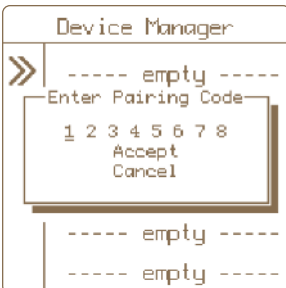 Device Manager
----- empty -----
Enter Pairing Code
1 2 3 4 5 6 7 8
Accept
Cancel
----- empty -----
----- empty -----